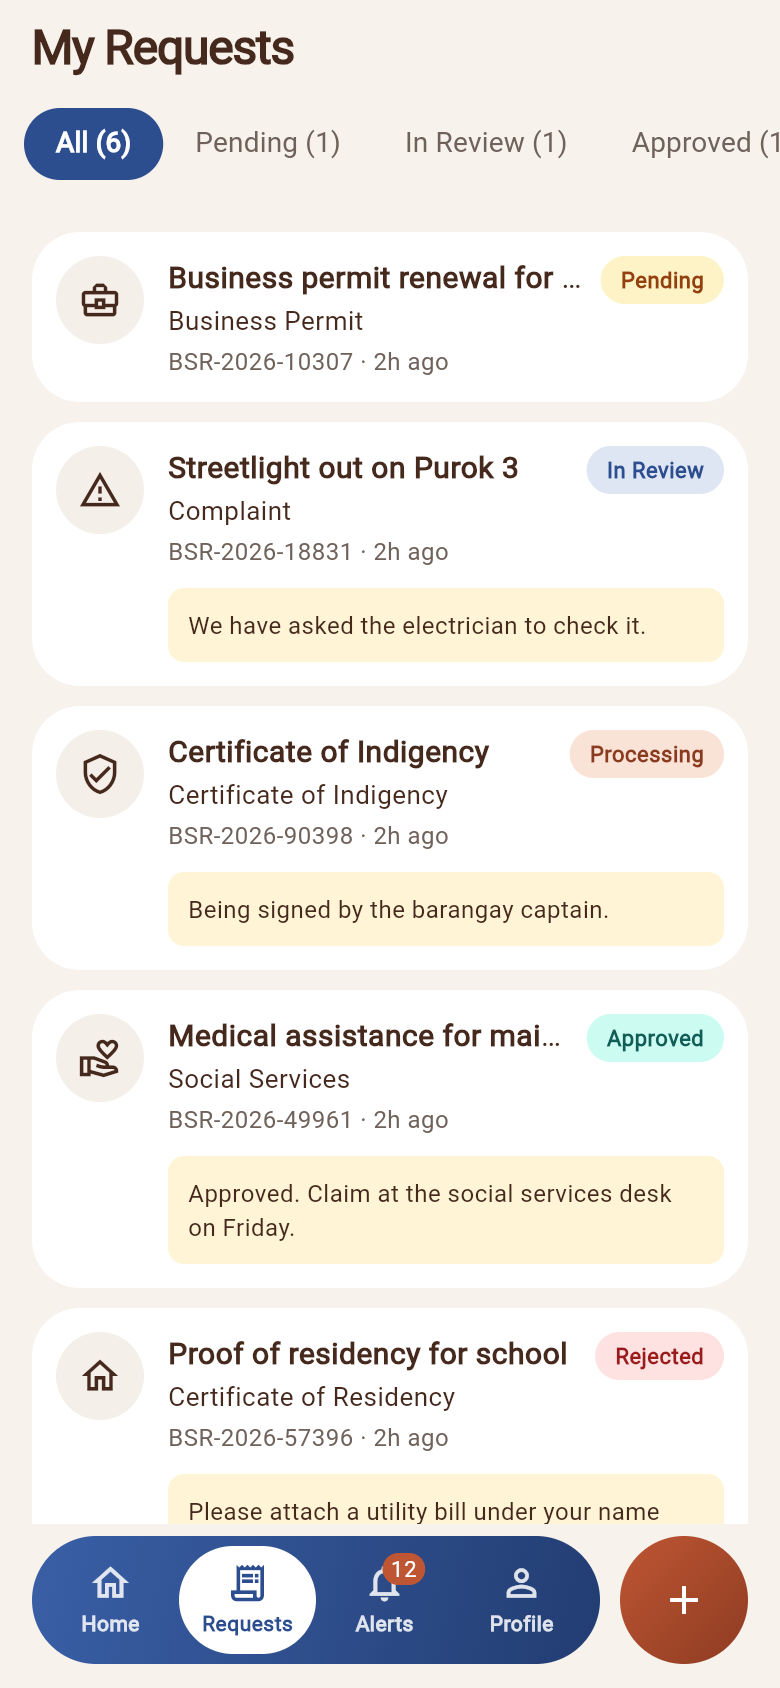 My Requests
All (6)
Pending (1)
In Review (1)
Approved (1
Business permit renewal for ...
Pending
Business Permit
BSR-2026-10307 · 2h ago
Streetlight out on Purok 3
In Review
Complaint
BSR-2026-18831 · 2h ago
We have asked the electrician to check it.
Certificate of Indigency
Processing
Certificate of Indigency
BSR-2026-90398 · 2h ago
Being signed by the barangay captain.
Medical assistance for mai...
Approved
Social Services
BSR-2026-49961 · 2h ago
Approved. Claim at the social services desk
on Friday.
Proof of residency for school
Rejected
Certificate of Residency
BSR-2026-57396 · 2h ago
Please attach a utility bill under your name
12
Home
Requests
Alerts
Profile